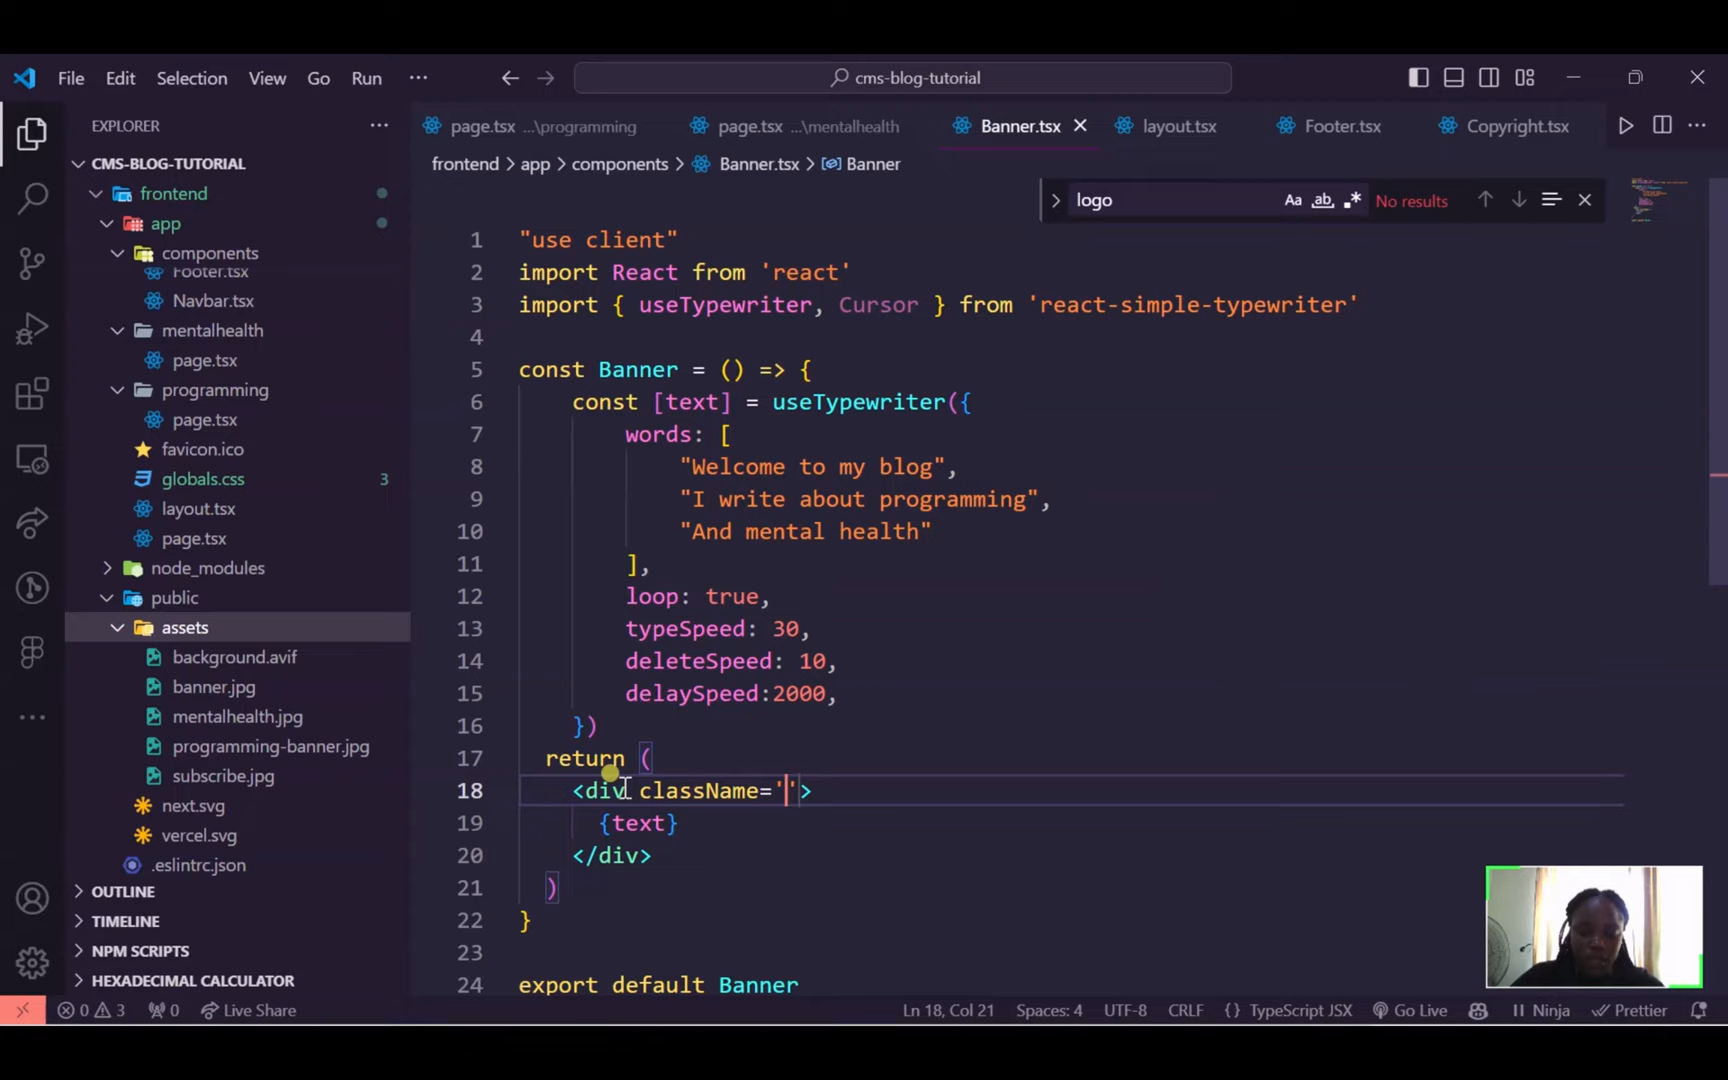 File Edit Selection View Go Run ··· cms-blog-tutorial
EXPLORER ···
CMS-BLOG-TUTORIAL
frontend
app
components
Footer.tsx
Navbar.tsx
mentalhealth
page.tsx
programming
page.tsx
favicon.ico
globals.css 3
layout.tsx
page.tsx
node_modules
public
assets
background.avif
banner.jpg
mentalhealth.jpg
programming-banner.jpg
subscribe.jpg
next.svg
vercel.svg
.eslintrc.json
OUTLINE
TIMELINE
NPM SCRIPTS
HEXADECIMAL CALCULATOR
page.tsx ...\programming page.tsx ...\mentalhealth Banner.tsx layout.tsx Footer.tsx Copyright.tsx
frontend > app > components > Banner.tsx > Banner
logo Aa ab .* No results
1 "use client"
2 import React from 'react'
3 import { useTypewriter, Cursor } from 'react-simple-typewriter'
4
5 const Banner = () => {
6 const [text] = useTypewriter({
7 words: [
8 "Welcome to my blog",
9 "I write about programming",
10 "And mental health"
11 ],
12 loop: true,
13 typeSpeed: 30,
14 deleteSpeed: 10,
15 delaySpeed:2000,
16 })
17 return (
18 <div className=''>
19 {text}
20 </div>
21 )
22 }
23
24 export default Banner
0 3 0 Live Share Ln 18, Col 21 Spaces: 4 UTF-8 CRLF {} TypeScript JSX Go Live Ninja Prettier